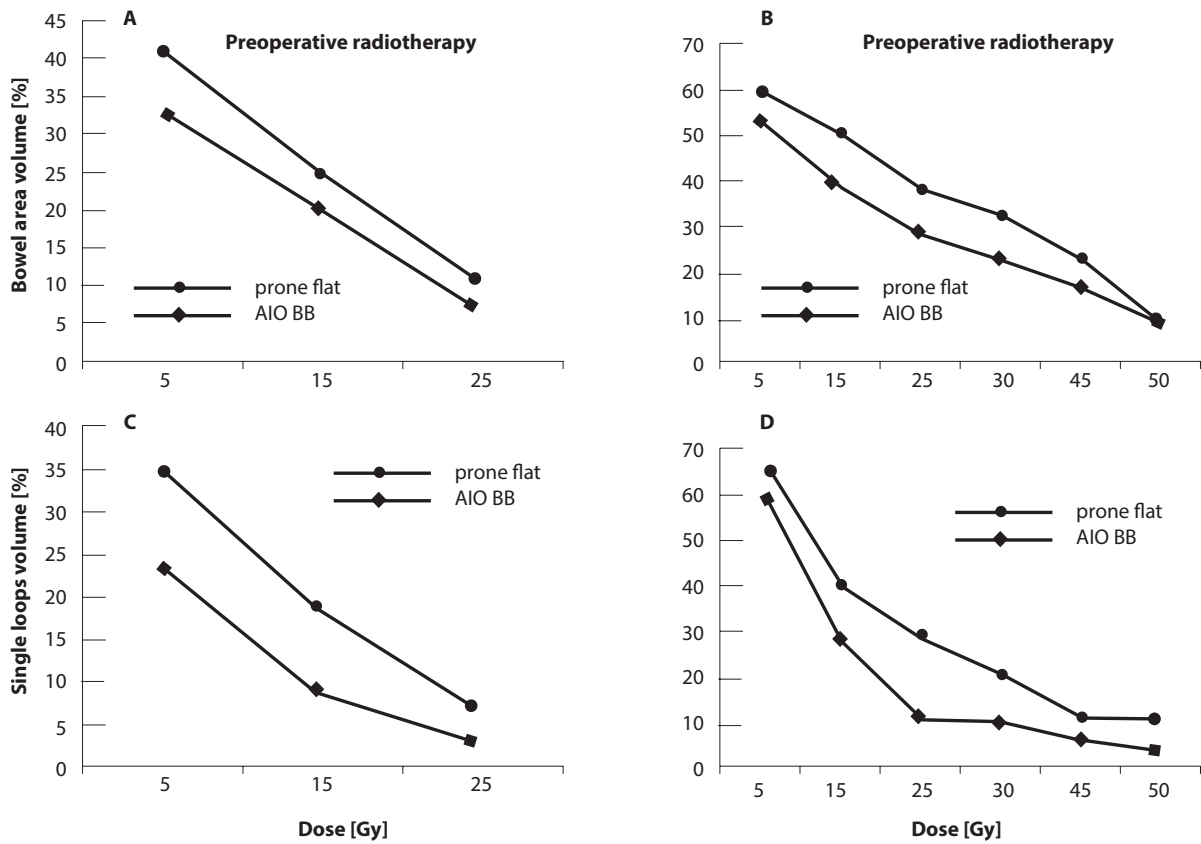 A
Preoperative radiotherapy
Bowel area volume [%]
45
40
35
30
25
20
15
10
5
0
prone flat
AIO BB
5 15 25
B
Preoperative radiotherapy
70
60
50
40
30
20
10
0
prone flat
AIO BB
5 15 25 30 45 50
C
Single loops volume [%]
40
35
30
25
20
15
10
5
0
prone flat
AIO BB
5 15 25
Dose [Gy]
D
70
60
50
40
30
20
10
0
prone flat
AIO BB
5 15 25 30 45 50
Dose [Gy]